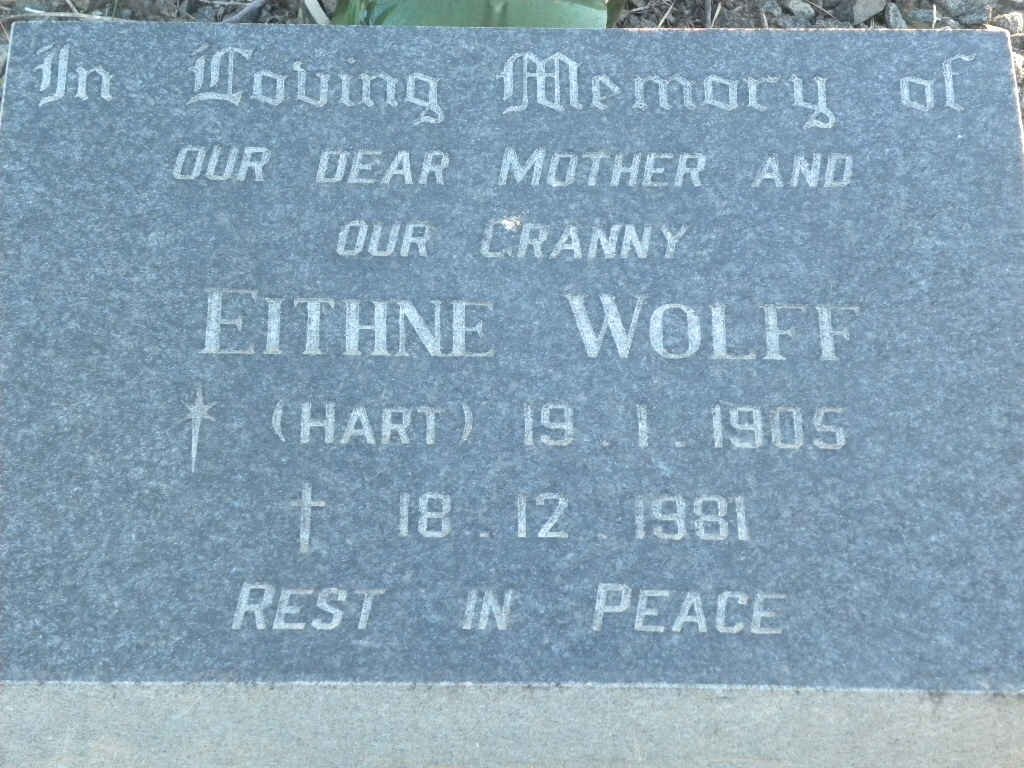 In Loving Memory of
OUR DEAR MOTHER AND
OUR GRANNY
EITHNE WOLFF
(HART) 19.1.1905
18.12.1981
REST IN PEACE